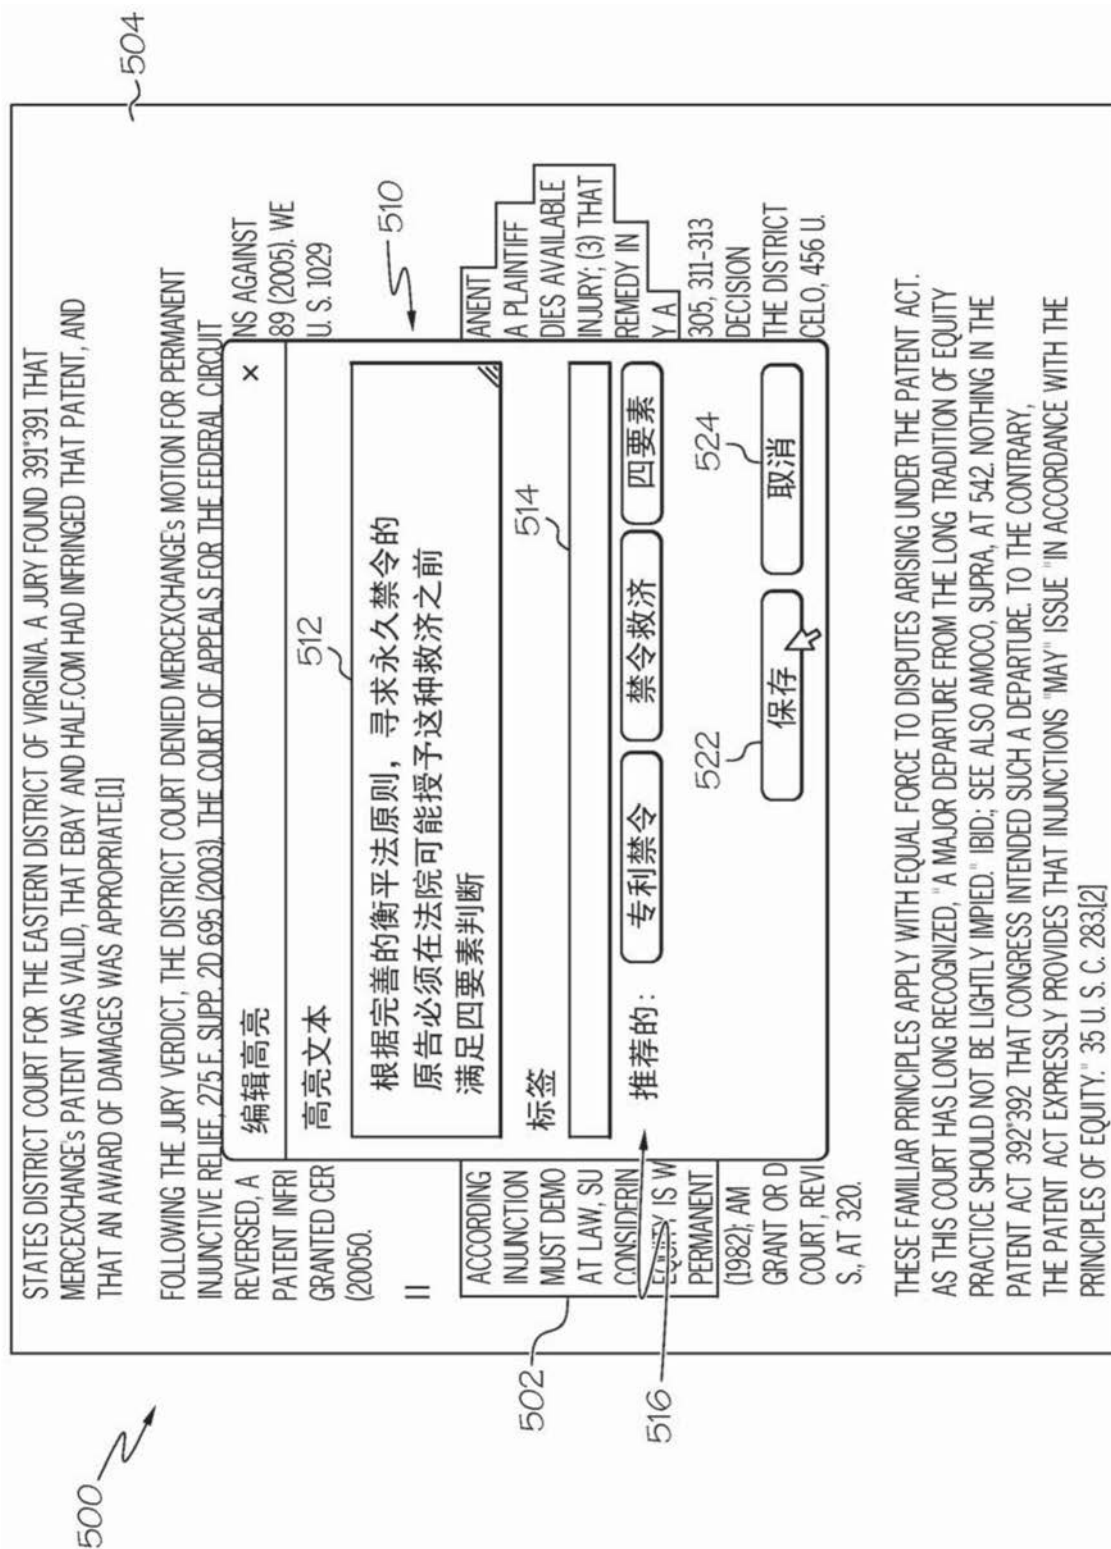 500
504
STATES DISTRICT COURT FOR THE EASTERN DISTRICT OF VIRGINIA. A JURY FOUND 391*391 THAT
MERCEXCHANGE's PATENT WAS VALID, THAT EBAY AND HALF.COM HAD INFRINGED THAT PATENT, AND
THAT AN AWARD OF DAMAGES WAS APPROPRIATE.[1]
FOLLOWING THE JURY VERDICT, THE DISTRICT COURT DENIED MERCEXCHANGE's MOTION FOR PERMANENT
INJUNCTIVE RELIEF, 275 F. SUPP. 2D 695 (2003). THE COURT OF APPEALS FOR THE FEDERAL CIRCUIT
REVERSED, A
NS AGAINST
PATENT INFRI
89 (2005). WE
GRANTED CER
U. S. 1029
(20050.
II
编辑高亮 ×
510
高亮文本
512
根据完善的衡平法原则，寻求永久禁令的
原告必须在法院可能授予这种救济之前
满足四要素判断
标签
514
推荐的：
专利禁令
禁令救济
四要素
522
524
保存
取消
502
516
ACCORDING
ANENT
INJUNCTION
A PLAINTIFF
MUST DEMO
DIES AVAILABLE
AT LAW, SU
INJURY; (3) THAT
CONSIDERIN
REMEDY IN
EQUITY IS W
Y A
PERMANENT
305, 311-313
(1982); AM
DECISION
GRANT OR D
THE DISTRICT
COURT, REVI
CELO, 456 U.
S., AT 320.
THESE FAMILIAR PRINCIPLES APPLY WITH EQUAL FORCE TO DISPUTES ARISING UNDER THE PATENT ACT.
AS THIS COURT HAS LONG RECOGNIZED, "A MAJOR DEPARTURE FROM THE LONG TRADITION OF EQUITY
PRACTICE SHOULD NOT BE LIGHTLY IMPIED." IBID; SEE ALSO AMOCO, SUPRA, AT 542. NOTHING IN THE
PATENT ACT 392*392 THAT CONGRESS INTENDED SUCH A DEPARTURE. TO THE CONTRARY,
THE PATENT ACT EXPRESSLY PROVIDES THAT INJUNCTIONS "MAY" ISSUE "IN ACCORDANCE WITH THE
PRINCIPLES OF EQUITY." 35 U. S. C. 283.[2]